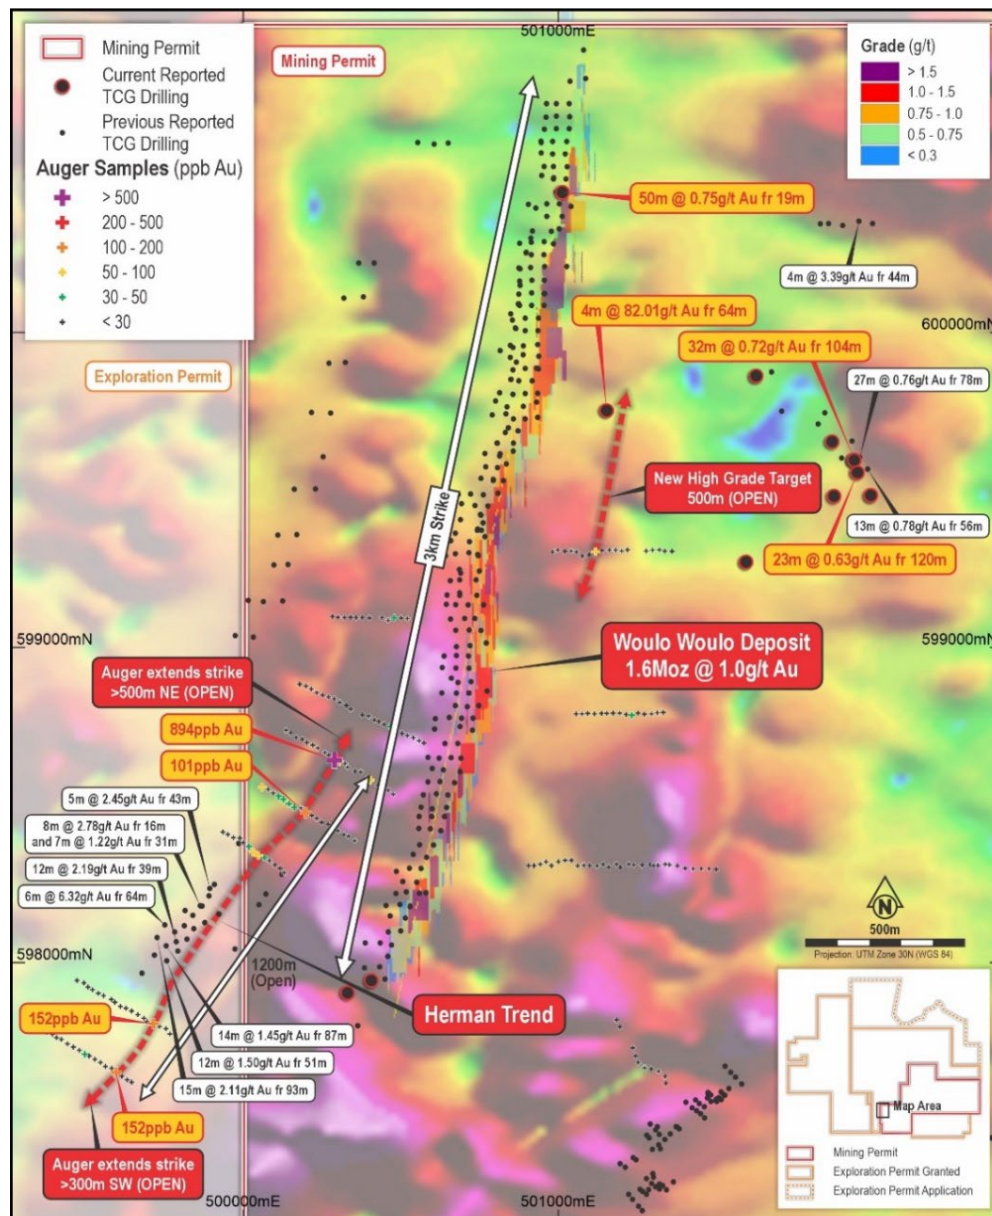 501000mE
Mining Permit
Current Reported
TCG Drilling
Previous Reported
TCG Drilling
Auger Samples (ppb Au)
> 500
200 - 500
100 - 200
50 - 100
30 - 50
< 30
Mining Permit
Grade (g/t)
> 1.5
1.0 - 1.5
0.75 - 1.0
0.5 - 0.75
< 0.3
50m @ 0.75g/t Au fr 19m
4m @ 3.39g/t Au fr 44m
4m @ 82.01g/t Au fr 64m
600000mN
32m @ 0.72g/t Au fr 104m
Exploration Permit
27m @ 0.76g/t Au fr 78m
New High Grade Target
500m (OPEN)
3km Strike
13m @ 0.78g/t Au fr 56m
23m @ 0.63g/t Au fr 120m
599000mN
599000mN
Woulo Woulo Deposit
1.6Moz @ 1.0g/t Au
Auger extends strike
>500m NE (OPEN)
894ppb Au
101ppb Au
5m @ 2.45g/t Au fr 43m
8m @ 2.78g/t Au fr 16m
and 7m @ 1.22g/t Au fr 31m
12m @ 2.19g/t Au fr 39m
6m @ 6.32g/t Au fr 64m
N
500m
Projection: UTM Zone 30N (WGS 84)
598000mN
1200m
(Open)
Herman Trend
152ppb Au
14m @ 1.45g/t Au fr 87m
12m @ 1.50g/t Au fr 51m
15m @ 2.11g/t Au fr 93m
152ppb Au
Auger extends strike
>300m SW (OPEN)
500000mE
501000mE
Map Area
Mining Permit
Exploration Permit Granted
Exploration Permit Application